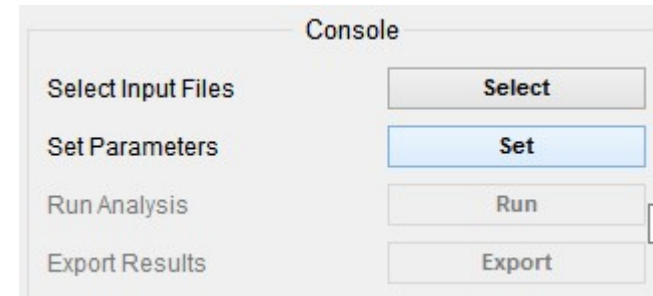 Console
Select Input Files Select
Set Parameters Set
Run Analysis Run
Export Results Export